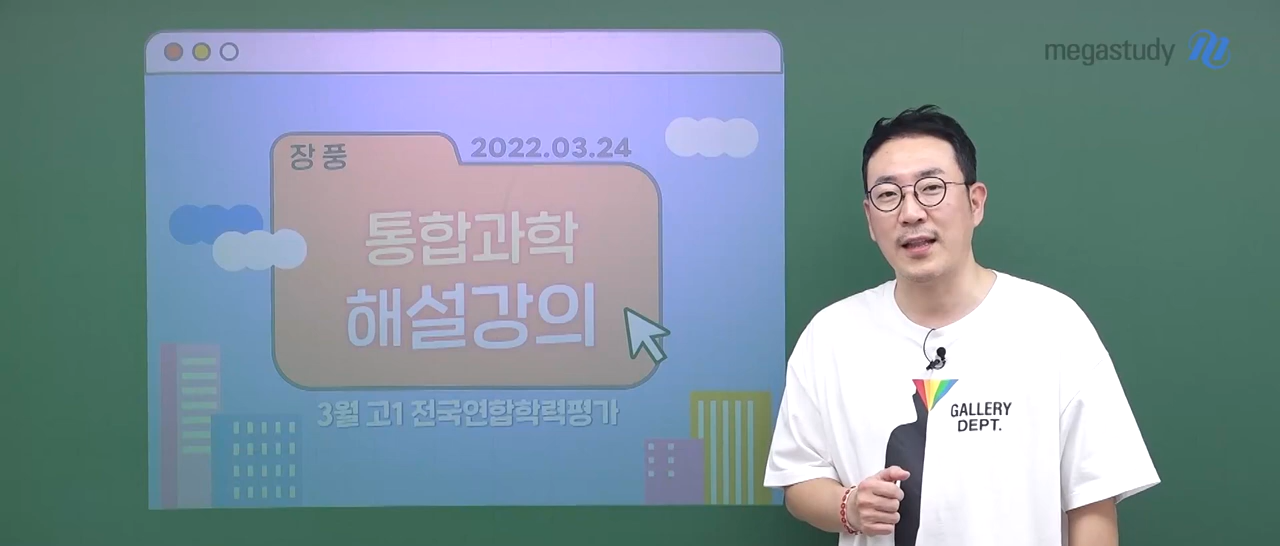 megastudy
장 풍
2022.03.24
통합과학
해설강의
3월 고1 전국연합학력평가
GALLERY
DEPT.